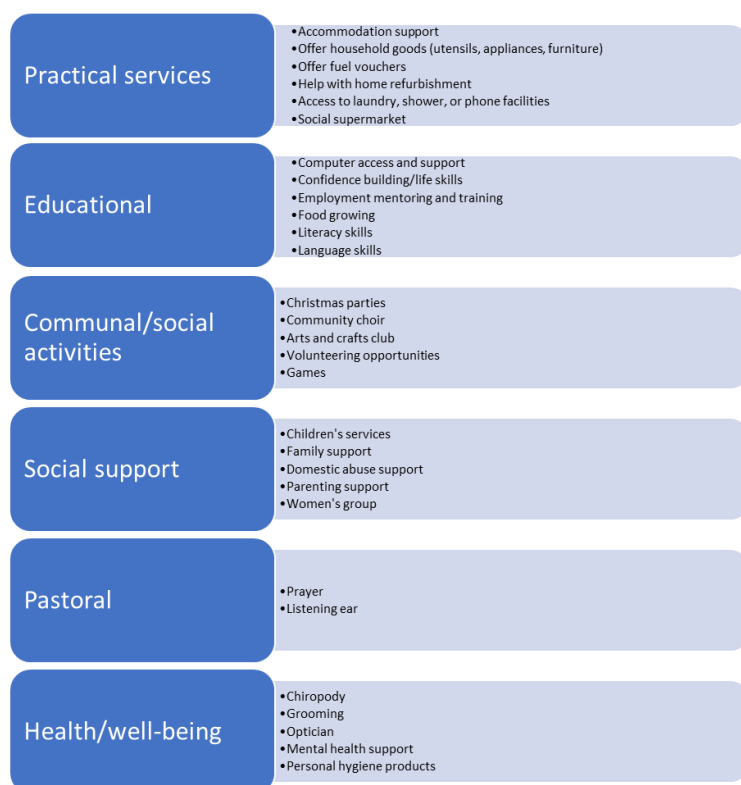 Practical services
•Accommodation support
•Offer household goods (utensils, appliances, furniture)
•Offer fuel vouchers
•Help with home refurbishment
•Access to laundry, shower, or phone facilities
•Social supermarket
Educational
•Computer access and support
•Confidence building/life skills
•Employment mentoring and training
•Food growing
•Literacy skills
•Language skills
Communal/social
activities
•Christmas parties
•Community choir
•Arts and crafts club
•Volunteering opportunities
•Games
Social support
•Children's services
•Family support
•Domestic abuse support
•Parenting support
•Women's group
Pastoral
•Prayer
•Listening ear
Health/well-being
•Chiropody
•Grooming
•Optician
•Mental health support
•Personal hygiene products